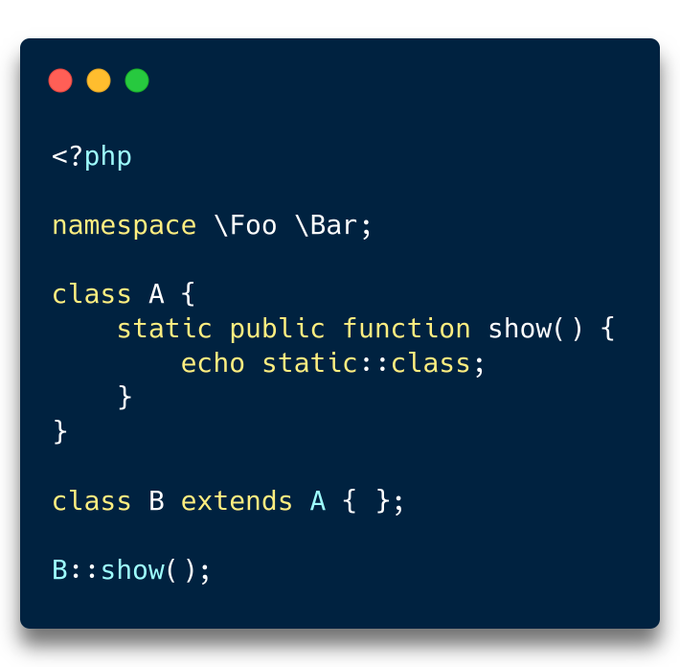 <?php
namespace \Foo \Bar;
class A {
    static public function show() {
        echo static::class;
    }
}
class B extends A { };
B::show();